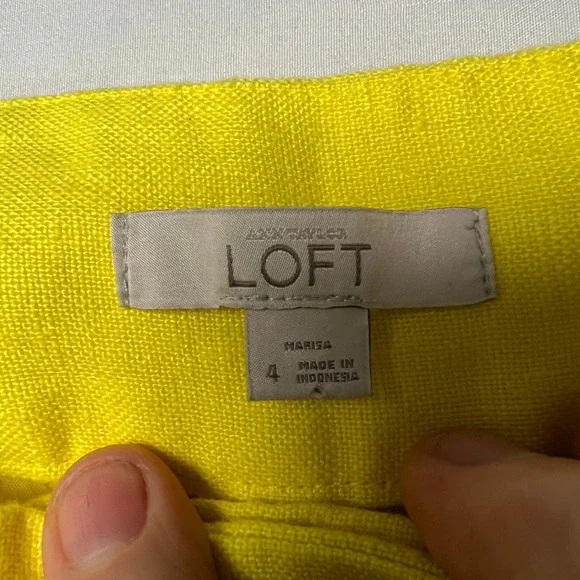 ANN TAYLOR
LOFT
MARISA
4 MADE IN
INDONESIA